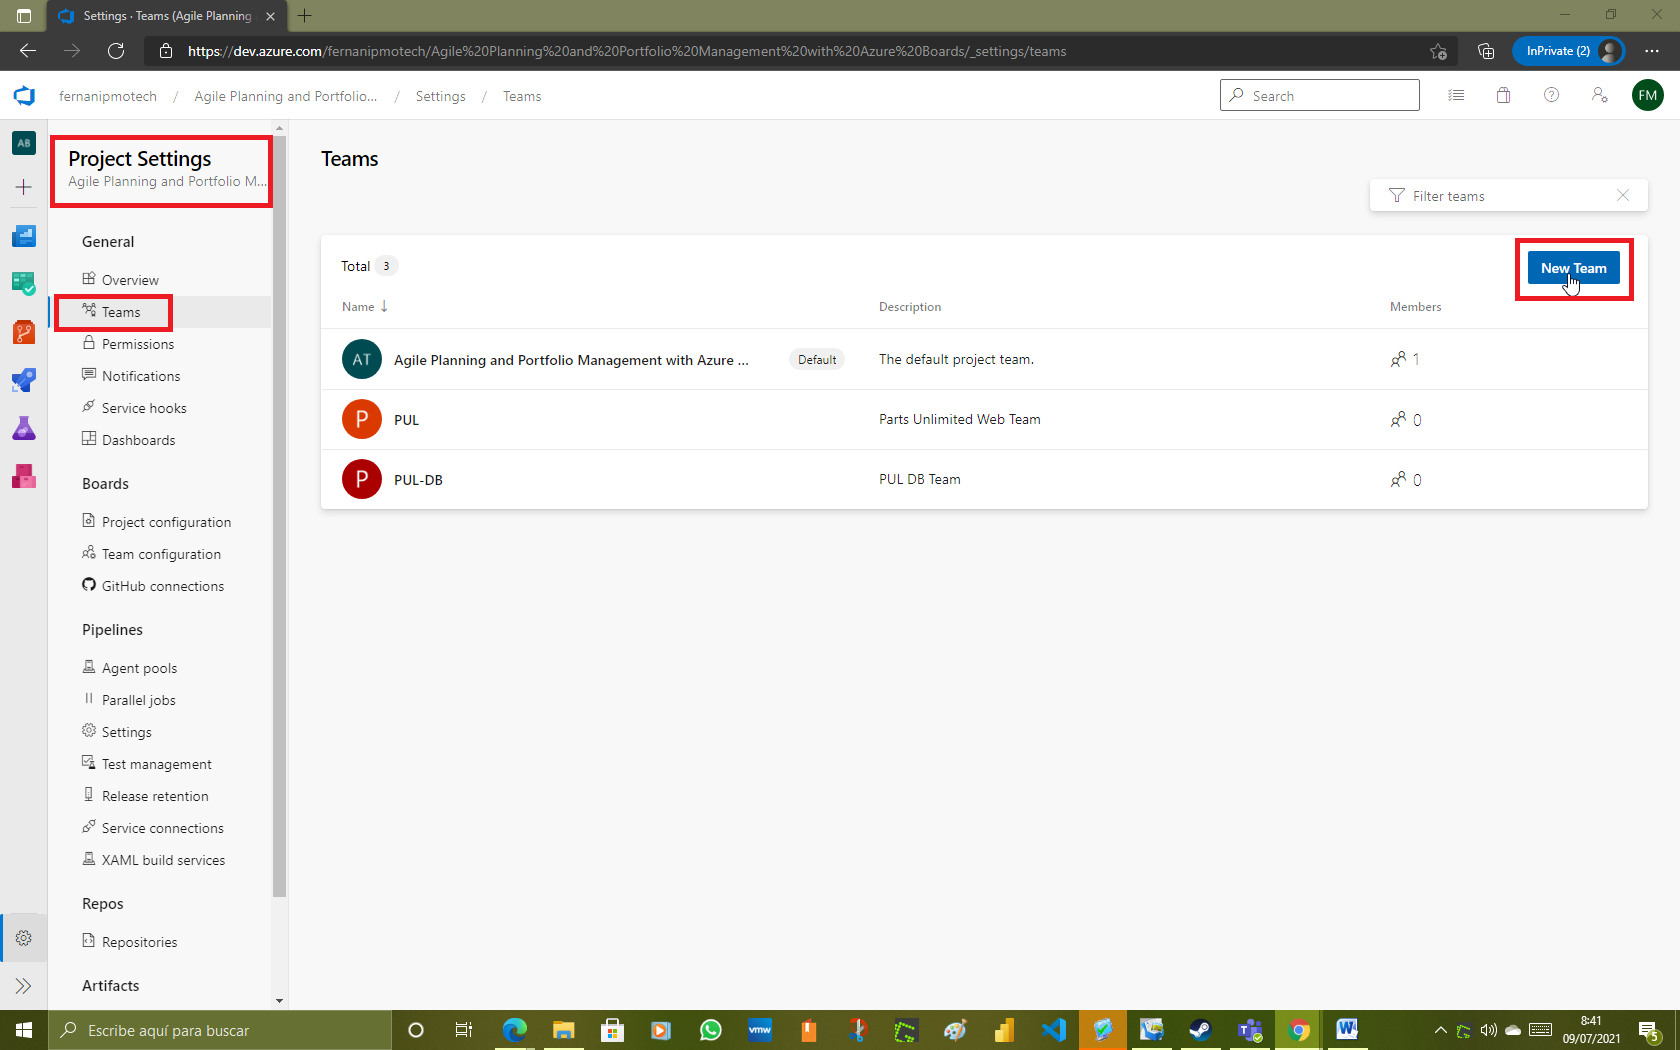 Settings · Teams (Agile Planning
https://dev.azure.com/fernanipmotech/Agile%20Planning%20and%20Portfolio%20Management%20with%20Azure%20Boards/_settings/teams
InPrivate (2)
fernanipmotech / Agile Planning and Portfolio... / Settings / Teams
Search
FM
AB
Project Settings
Agile Planning and Portfolio M...
General
Overview
Teams
Permissions
Notifications
Service hooks
Dashboards
Boards
Project configuration
Team configuration
GitHub connections
Pipelines
Agent pools
Parallel jobs
Settings
Test management
Release retention
Service connections
XAML build services
Repos
Repositories
Artifacts
Teams
Filter teams
Total 3
New Team
Name Description Members
AT Agile Planning and Portfolio Management with Azure ... Default The default project team. 1
P PUL Parts Unlimited Web Team 0
P PUL-DB PUL DB Team 0
Escribe aquí para buscar
vmw
8:41
09/07/2021
5